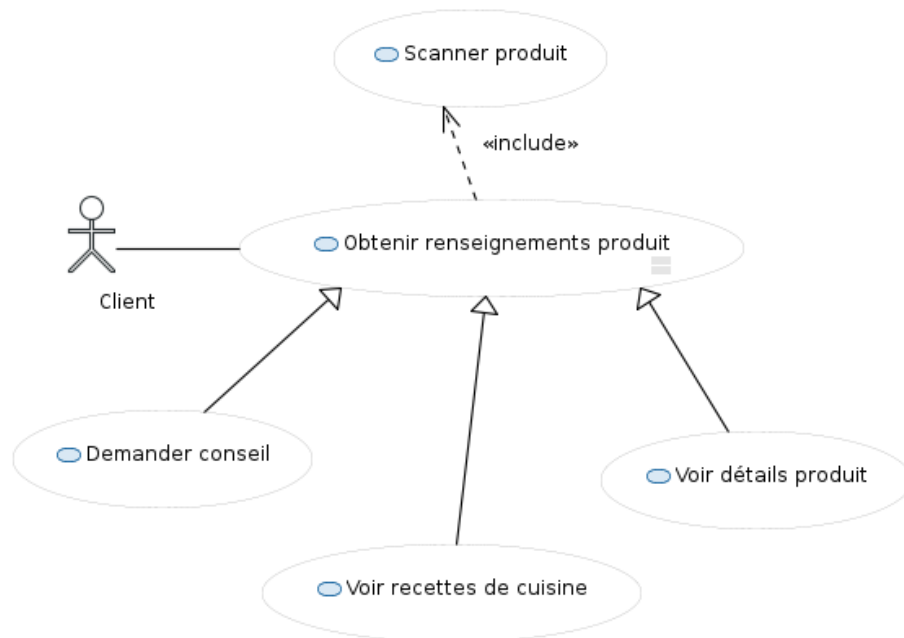 Scanner produit
«include»
Obtenir renseignements produit
Client
Demander conseil
Voir détails produit
Voir recettes de cuisine